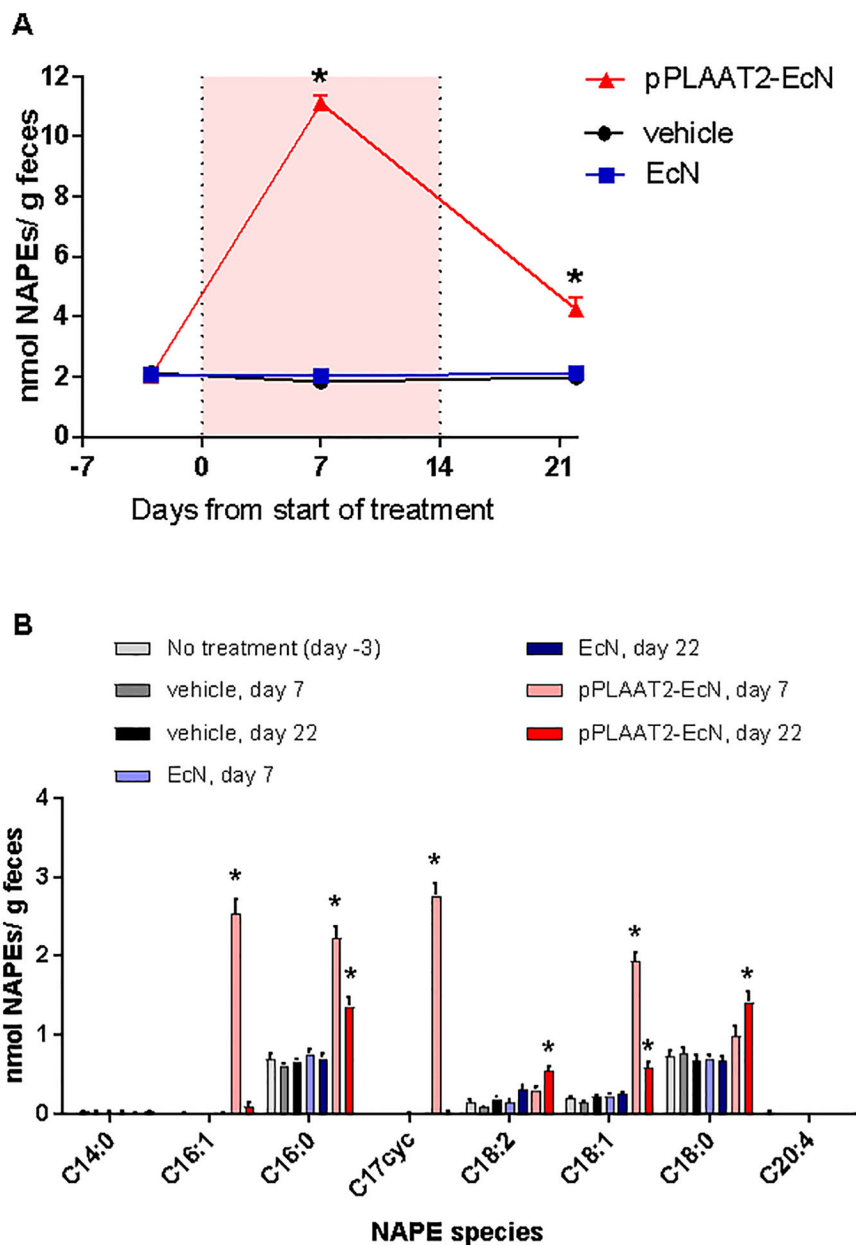 A
nmol NAPEs/ g feces
12
10
8
6
4
2
0
-7
0
7
14
21
*
*
Days from start of treatment
pPLAAT2-EcN
vehicle
EcN
B
No treatment (day -3)
vehicle, day 7
vehicle, day 22
EcN, day 7
EcN, day 22
pPLAAT2-EcN, day 7
pPLAAT2-EcN, day 22
nmol NAPEs/ g feces
4
3
2
1
0
*
*
*
*
*
*
*
*
C14:0
C16:1
C16:0
C17cyc
C18:2
C18:1
C18:0
C20:4
NAPE species